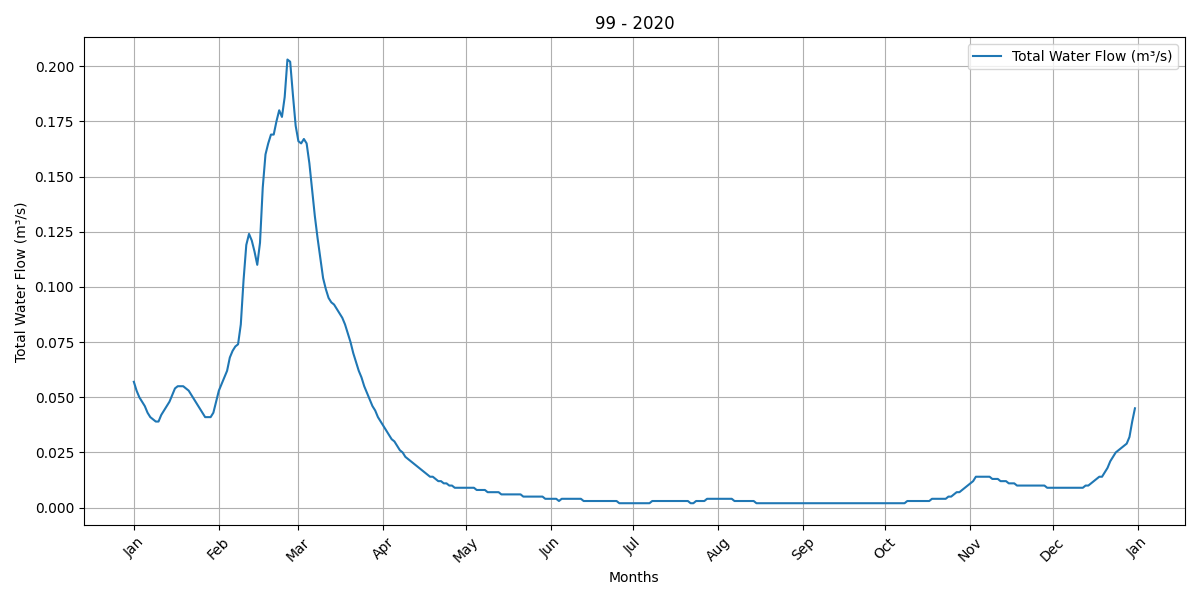 99 - 2020
Total Water Flow (m³/s)
Total Water Flow (m³/s)
0.200
0.175
0.150
0.125
0.100
0.075
0.050
0.025
0.000
Jan
Feb
Mar
Apr
May
Jun
Jul
Aug
Sep
Oct
Nov
Dec
Jan
Months